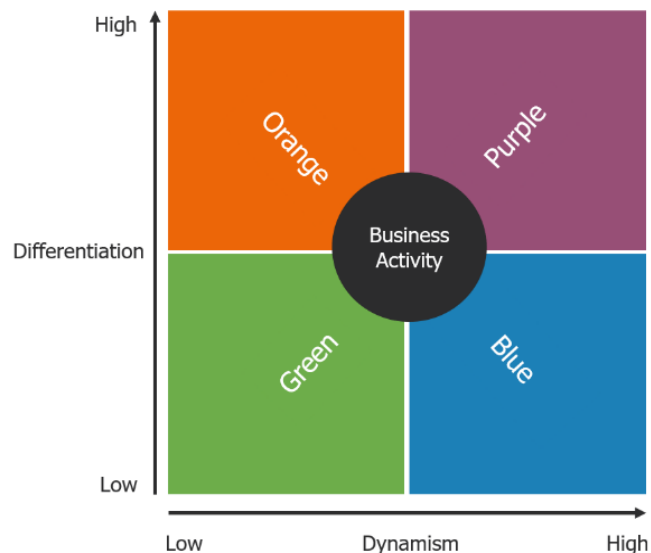 High
Orange
Purple
Differentiation
Business
Activity
Green
Blue
Low
Low
Dynamism
High